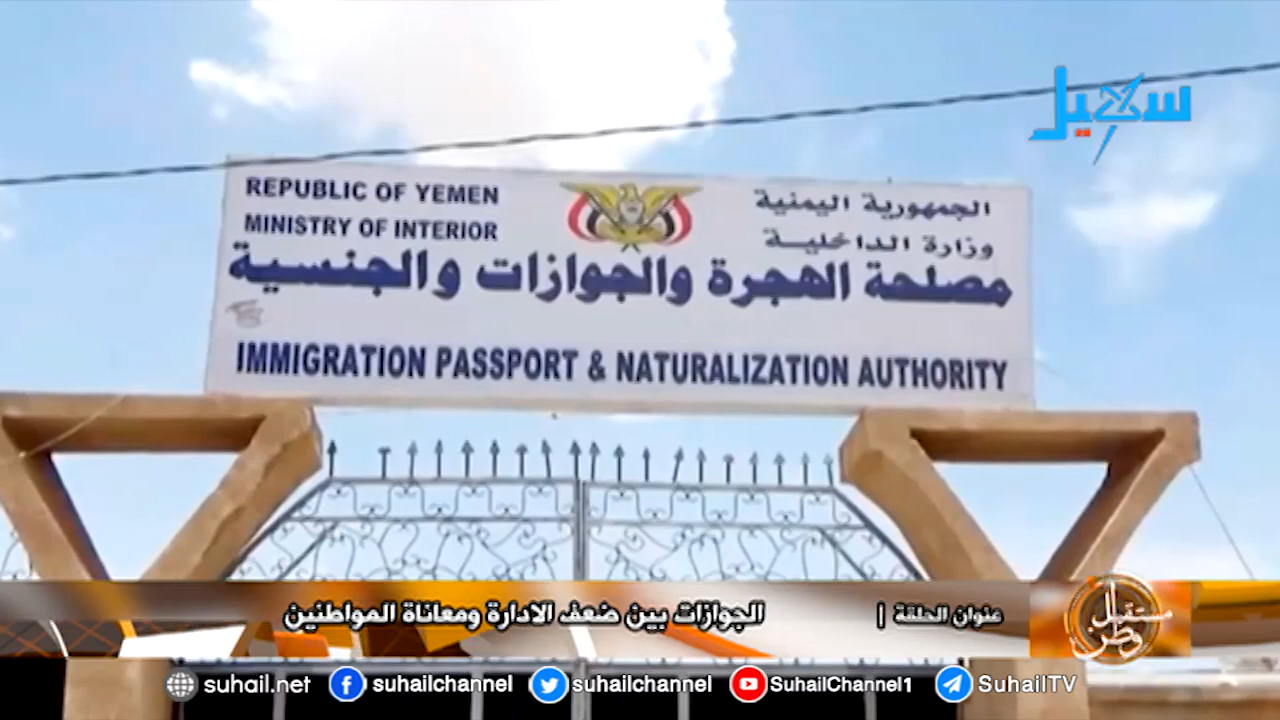 سهيل
REPUBLIC OF YEMEN
MINISTRY OF INTERIOR
الجمهورية اليمنية
وزارة الداخلية
مصلحة الهجرة والجوازات والجنسية
IMMIGRATION PASSPORT & NATURALIZATION AUTHORITY
عنوان الحلقة | الجوازات بين ضعف الادارة ومعاناة المواطنين
مستقبل وطن
suhail.net suhailchannel suhailchannel SuhailChannel1 SuhailTV